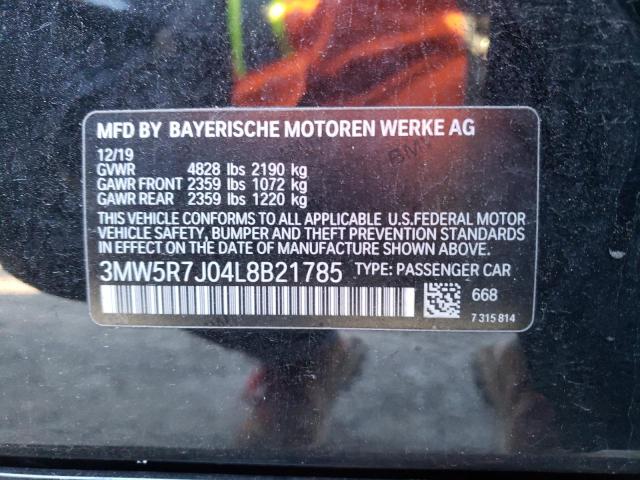 MFD BY BAYERISCHE MOTOREN WERKE AG
12/19
GVWR 4828 lbs 2190 kg
GAWR FRONT 2359 lbs 1072 kg
GAWR REAR 2359 lbs 1220 kg
THIS VEHICLE CONFORMS TO ALL APPLICABLE U.S.FEDERAL MOTOR
VEHICLE SAFETY, BUMPER AND THEFT PREVENTION STANDARDS
IN EFFECT ON THE DATE OF MANUFACTURE SHOWN ABOVE.
3MW5R7J04L8B21785 TYPE: PASSENGER CAR
668
7 315 814